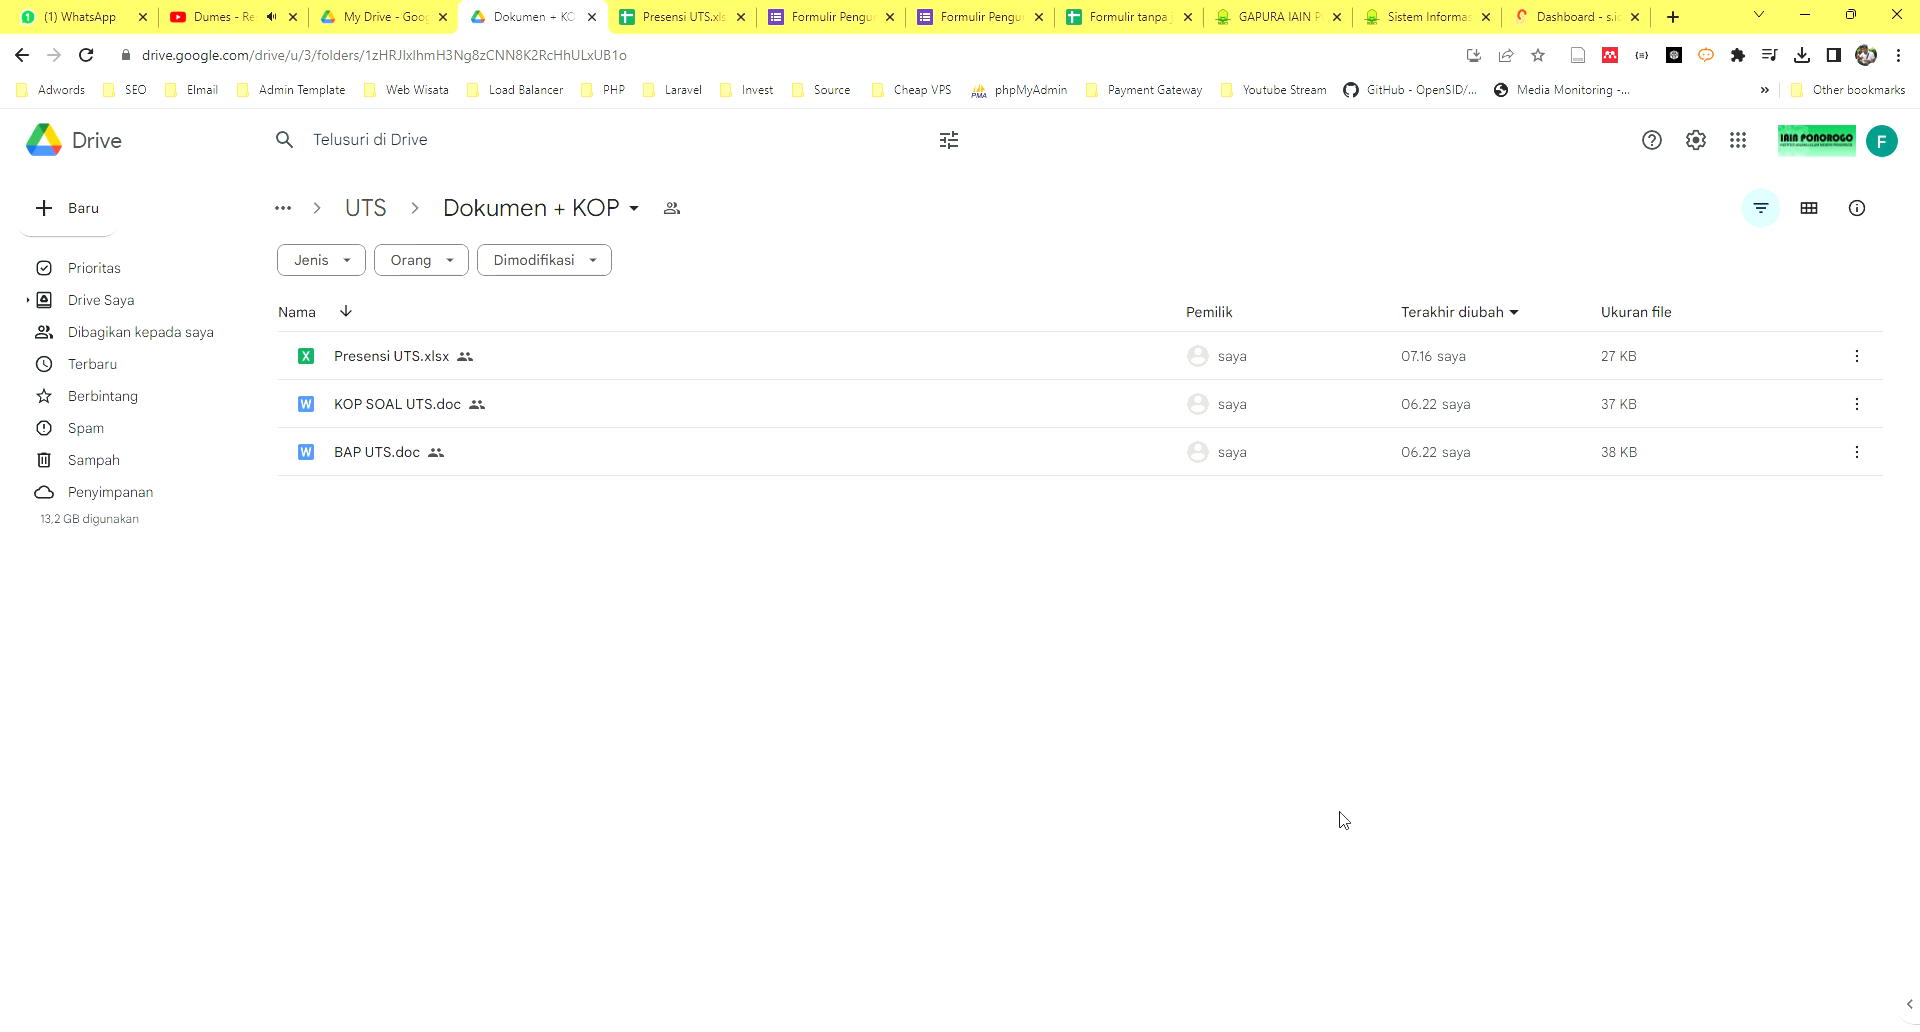 (1) WhatsApp
Dumes - Re
My Drive - Goog
Dokumen + KO
Presensi UTS.xls
Formulir Pengu
Formulir Pengu
Formulir tanpa j
GAPURA IAIN P
Sistem Informas
Dashboard - s.ic
drive.google.com/drive/u/3/folders/1zHRJIxIhmH3Ng8zCNN8K2RcHhULxUB1o
Adwords
SEO
Elmail
Admin Template
Web Wisata
Load Balancer
PHP
Laravel
Invest
Source
Cheap VPS
PMA
phpMyAdmin
Payment Gateway
Youtube Stream
GitHub - OpenSID/...
Media Monitoring -...
»
Other bookmarks
Drive
Telusuri di Drive
IAIN PONOROGO
F
Baru
... > UTS > Dokumen + KOP
Jenis
Orang
Dimodifikasi
Prioritas
Drive Saya
Dibagikan kepada saya
Terbaru
Berbintang
Spam
Sampah
Penyimpanan
13,2 GB digunakan
Nama Pemilik Terakhir diubah Ukuran file
X Presensi UTS.xlsx saya 07.16 saya 27 KB
W KOP SOAL UTS.doc saya 06.22 saya 37 KB
W BAP UTS.doc saya 06.22 saya 38 KB